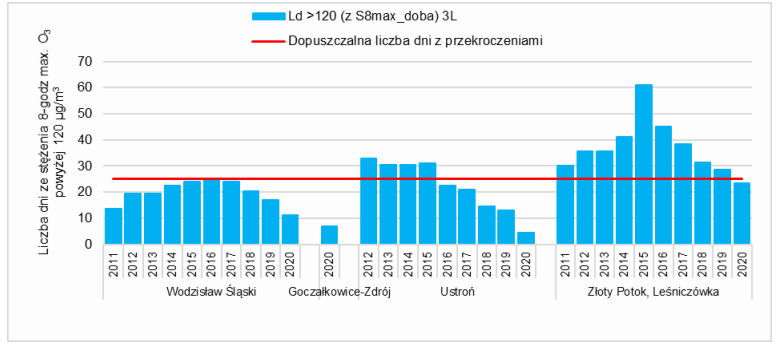 Ld >120 (z S8max_doba) 3L
Dopuszczalna liczba dni z przekroczeniami
Liczba dni ze stężenia 8-godz max. O₃
powyżej 120 µg/m³
70
60
50
40
30
20
10
0
2011 2012 2013 2014 2015 2016 2017 2018 2019 2020 2020 2012 2013 2014 2015 2016 2017 2018 2019 2020 2011 2012 2013 2014 2015 2016 2017 2018 2019 2020
Wodzisław Śląski Goczałkowice-Zdrój Ustroń Złoty Potok, Leśniczówka